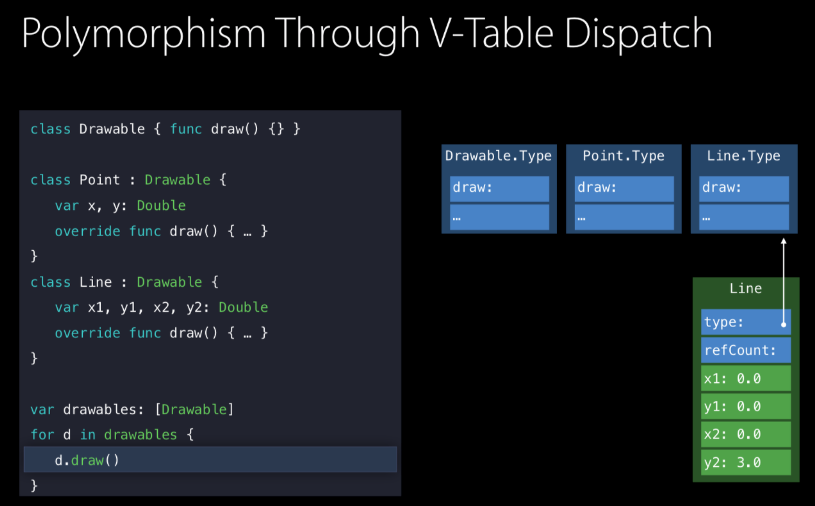 Polymorphism Through V-Table Dispatch
class Drawable { func draw() {} }
class Point : Drawable {
var x, y: Double
override func draw() { … }
}
class Line : Drawable {
var x1, y1, x2, y2: Double
override func draw() { … }
}
var drawables: [Drawable]
for d in drawables {
d.draw()
}
Drawable.Type
draw:
…
Point.Type
draw:
…
Line.Type
draw:
…
Line
type:
refCount:
x1: 0.0
y1: 0.0
x2: 0.0
y2: 3.0